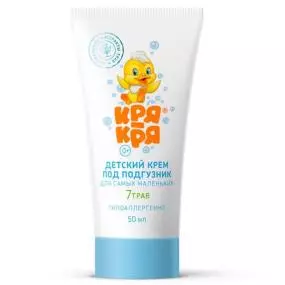 КРЯ
КРЯ
0+
ДЕТСКИЙ КРЕМ
ПОД ПОДГУЗНИК
ДЛЯ САМЫХ МАЛЕНЬКИХ
7 ТРАВ
ГИПОАЛЛЕРГЕННО
50 мл